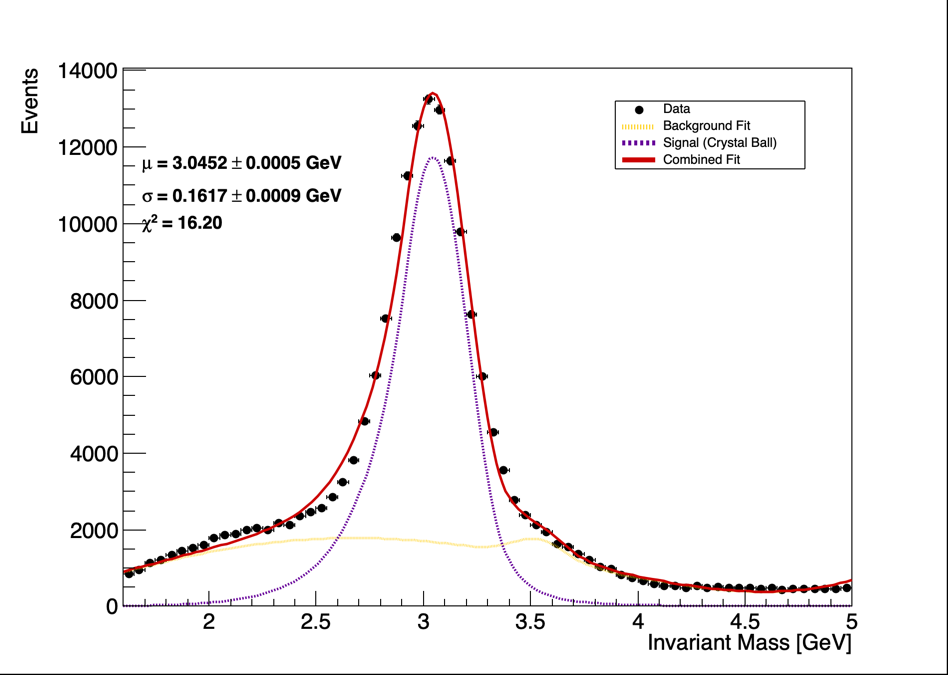 Events
14000
12000
10000
8000
6000
4000
2000
0
μ = 3.0452 ± 0.0005 GeV
σ = 0.1617 ± 0.0009 GeV
χ² = 16.20
Data
Background Fit
Signal (Crystal Ball)
Combined Fit
2 2.5 3 3.5 4 4.5 5
Invariant Mass [GeV]